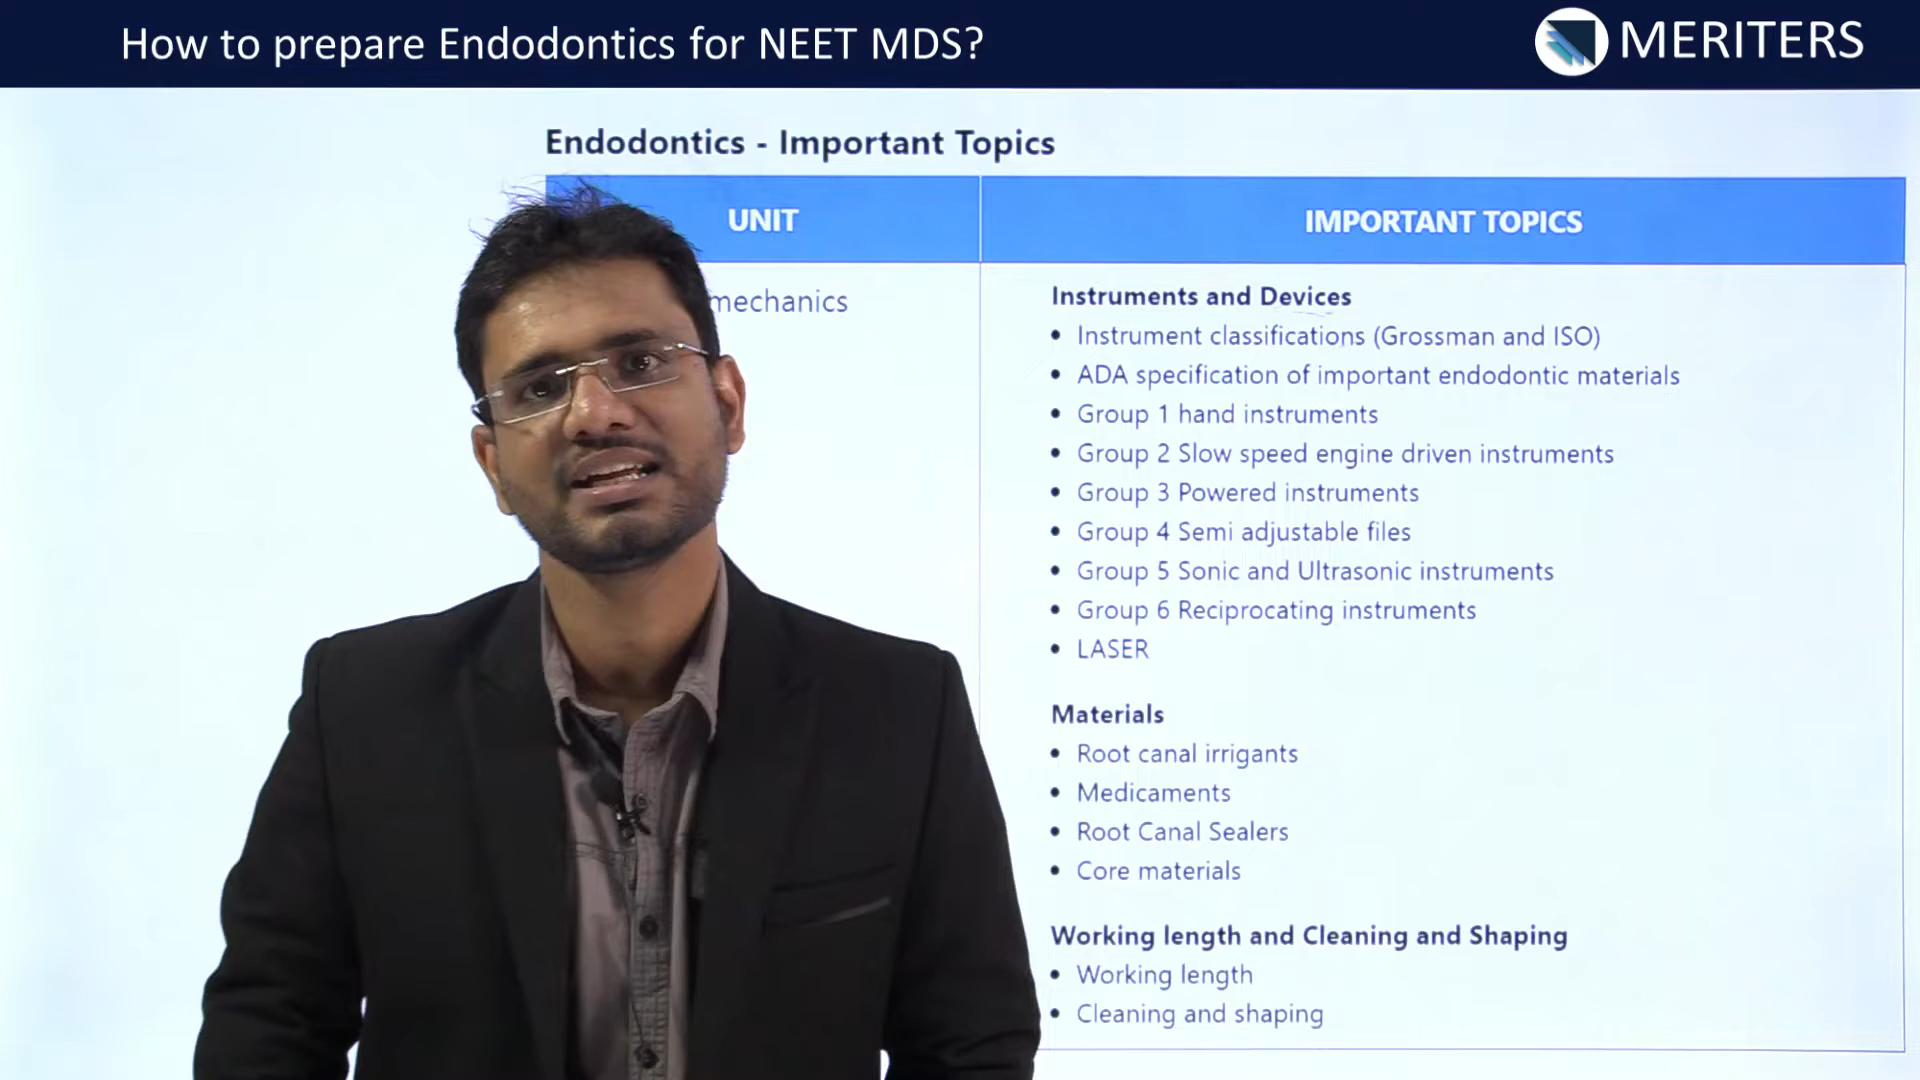 How to prepare Endodontics for NEET MDS?
MERITERS
Endodontics - Important Topics
UNIT
IMPORTANT TOPICS
mechanics
Instruments and Devices
• Instrument classifications (Grossman and ISO)
• ADA specification of important endodontic materials
• Group 1 hand instruments
• Group 2 Slow speed engine driven instruments
• Group 3 Powered instruments
• Group 4 Semi adjustable files
• Group 5 Sonic and Ultrasonic instruments
• Group 6 Reciprocating instruments
• LASER
Materials
• Root canal irrigants
• Medicaments
• Root Canal Sealers
• Core materials
Working length and Cleaning and Shaping
• Working length
• Cleaning and shaping